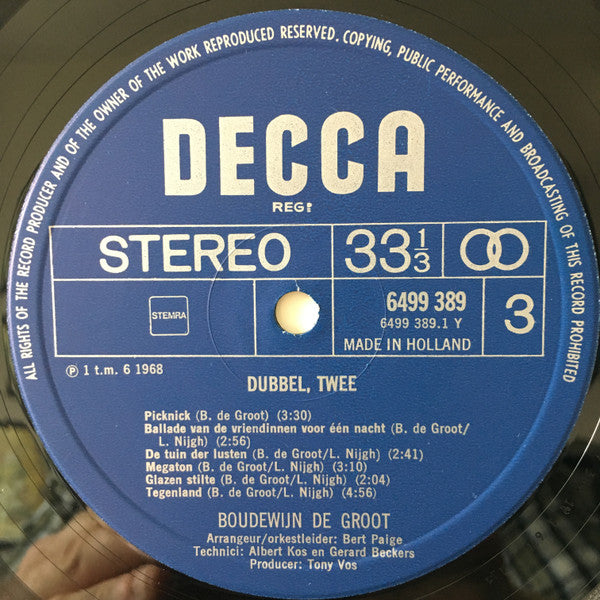 ALL RIGHTS OF THE RECORD PRODUCER AND OF THE OWNER OF THE WORK REPRODUCED RESERVED. COPYING, PUBLIC PERFORMANCE AND BROADCASTING OF THIS RECORD PROHIBITED
DECCA
REGD
STEREO
33 1/3
STEMRA
6499 389
6499 389.1 Y
MADE IN HOLLAND
3
Ⓟ 1 t.m. 6 1968
DUBBEL, TWEE
Picknick (B. de Groot) (3:30)
Ballade van de vriendinnen voor één nacht (B. de Groot/
L. Nijgh) (2:56)
De tuin der lusten (B. de Groot/L. Nijgh) (2:41)
Megaton (B. de Groot/L. Nijgh) (3:10)
Glazen stilte (B. de Groot/L. Nijgh) (2:04)
Tegenland (B. de Groot/L. Nijgh) (4:56)
BOUDEWIJN DE GROOT
Arrangeur/orkestleider: Bert Paige
Technici: Albert Kos en Gerard Beckers
Producer: Tony Vos